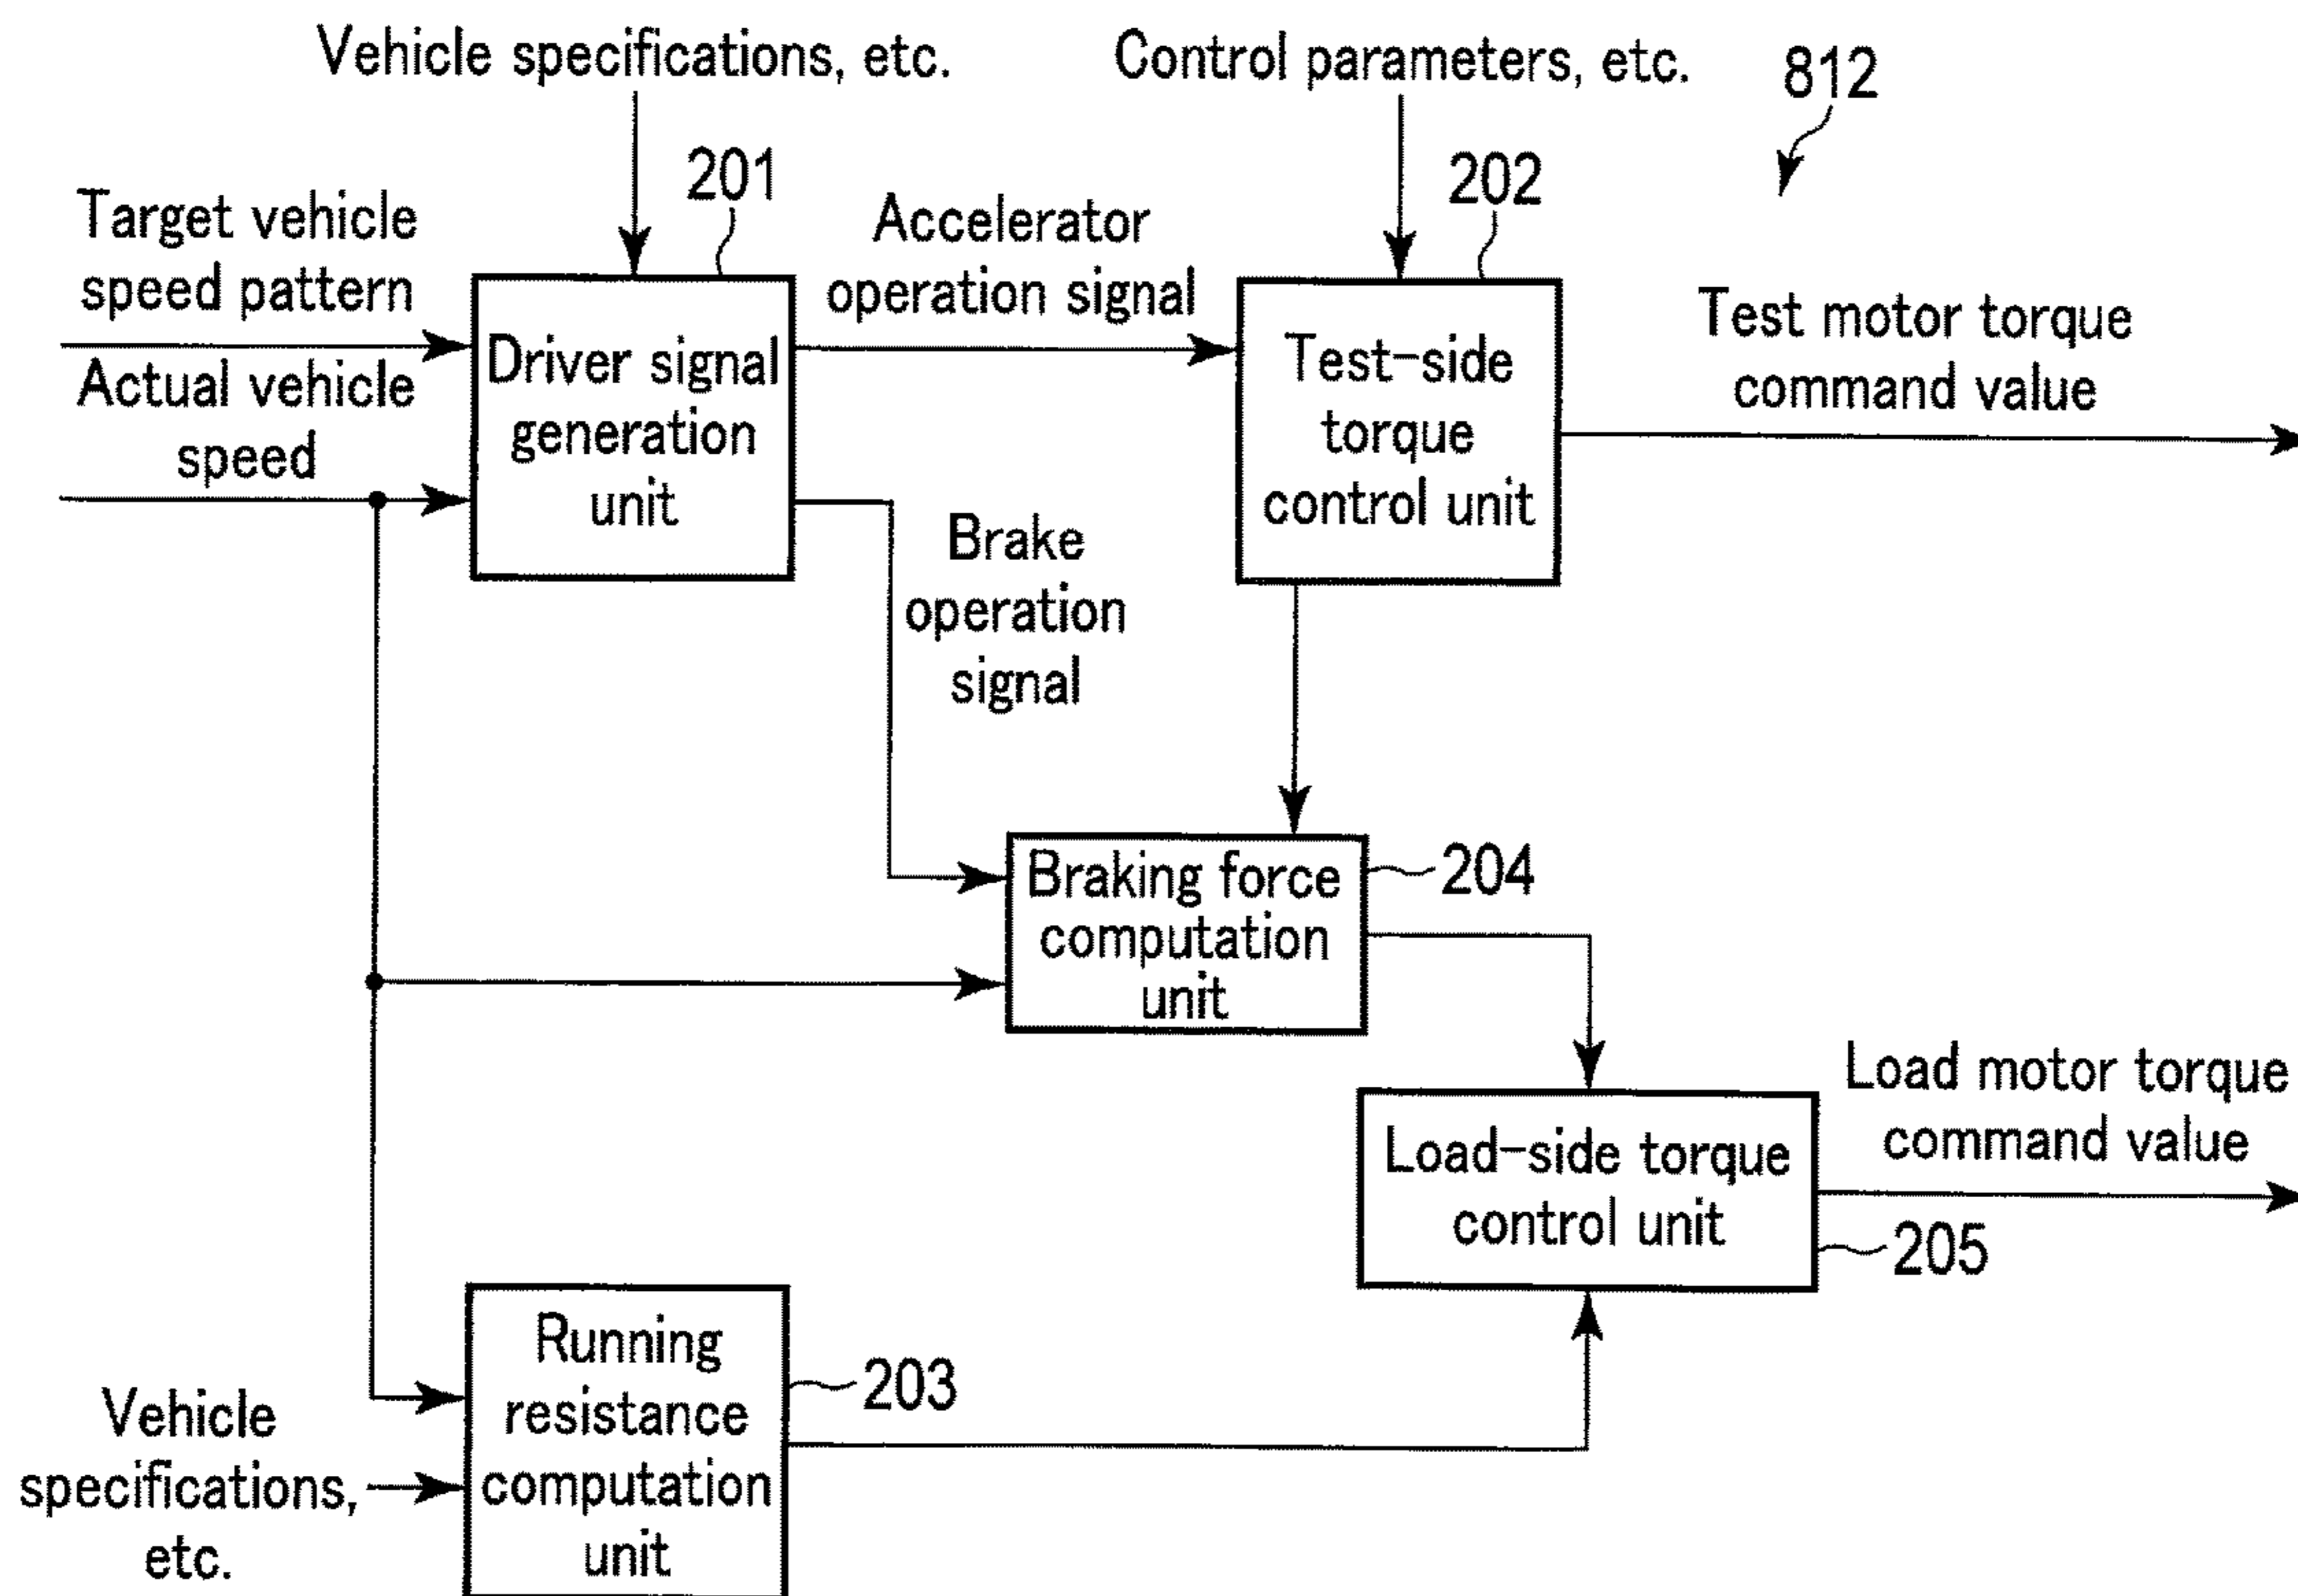 Vehicle specifications, etc.
Control parameters, etc.
812
201
202
Target vehicle
speed pattern
Accelerator
operation signal
Actual vehicle
speed
Driver signal
generation
unit
Test-side
torque
control unit
Test motor torque
command value
Brake
operation
signal
Braking force
computation
unit
204
Load-side torque
control unit
Load motor torque
command value
205
Running
resistance
computation
unit
203
Vehicle
specifications,
etc.